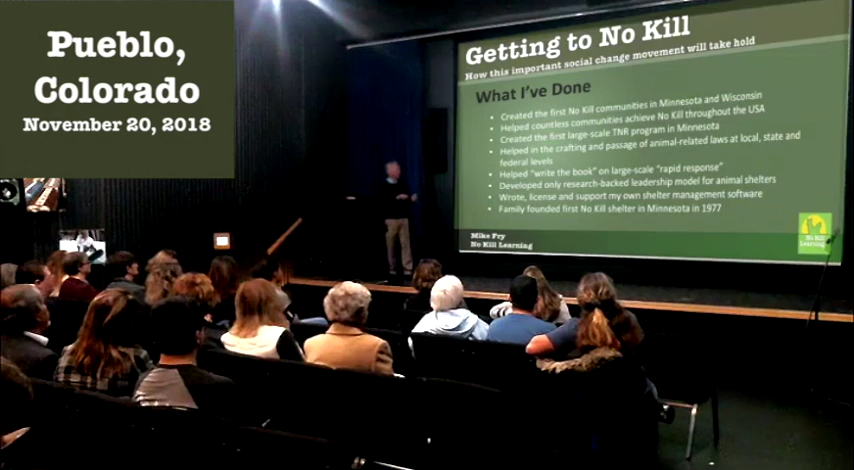 Pueblo,
Colorado
November 20, 2018
Getting to No Kill
How this important social change movement will take hold
What I've Done
• Created the first No Kill communities in Minnesota and Wisconsin
• Helped countless communities achieve No Kill throughout the USA
• Created the first large-scale TNR program in Minnesota
• Helped in the crafting and passage of animal-related laws at local, state and
federal levels
• Helped "write the book" on large-scale "rapid response"
• Developed only research-backed leadership model for animal shelters
• Wrote, license and support my own shelter management software
• Family founded first No Kill shelter in Minnesota in 1977
Mike Fry
No Kill Learning
No Kill
Learning